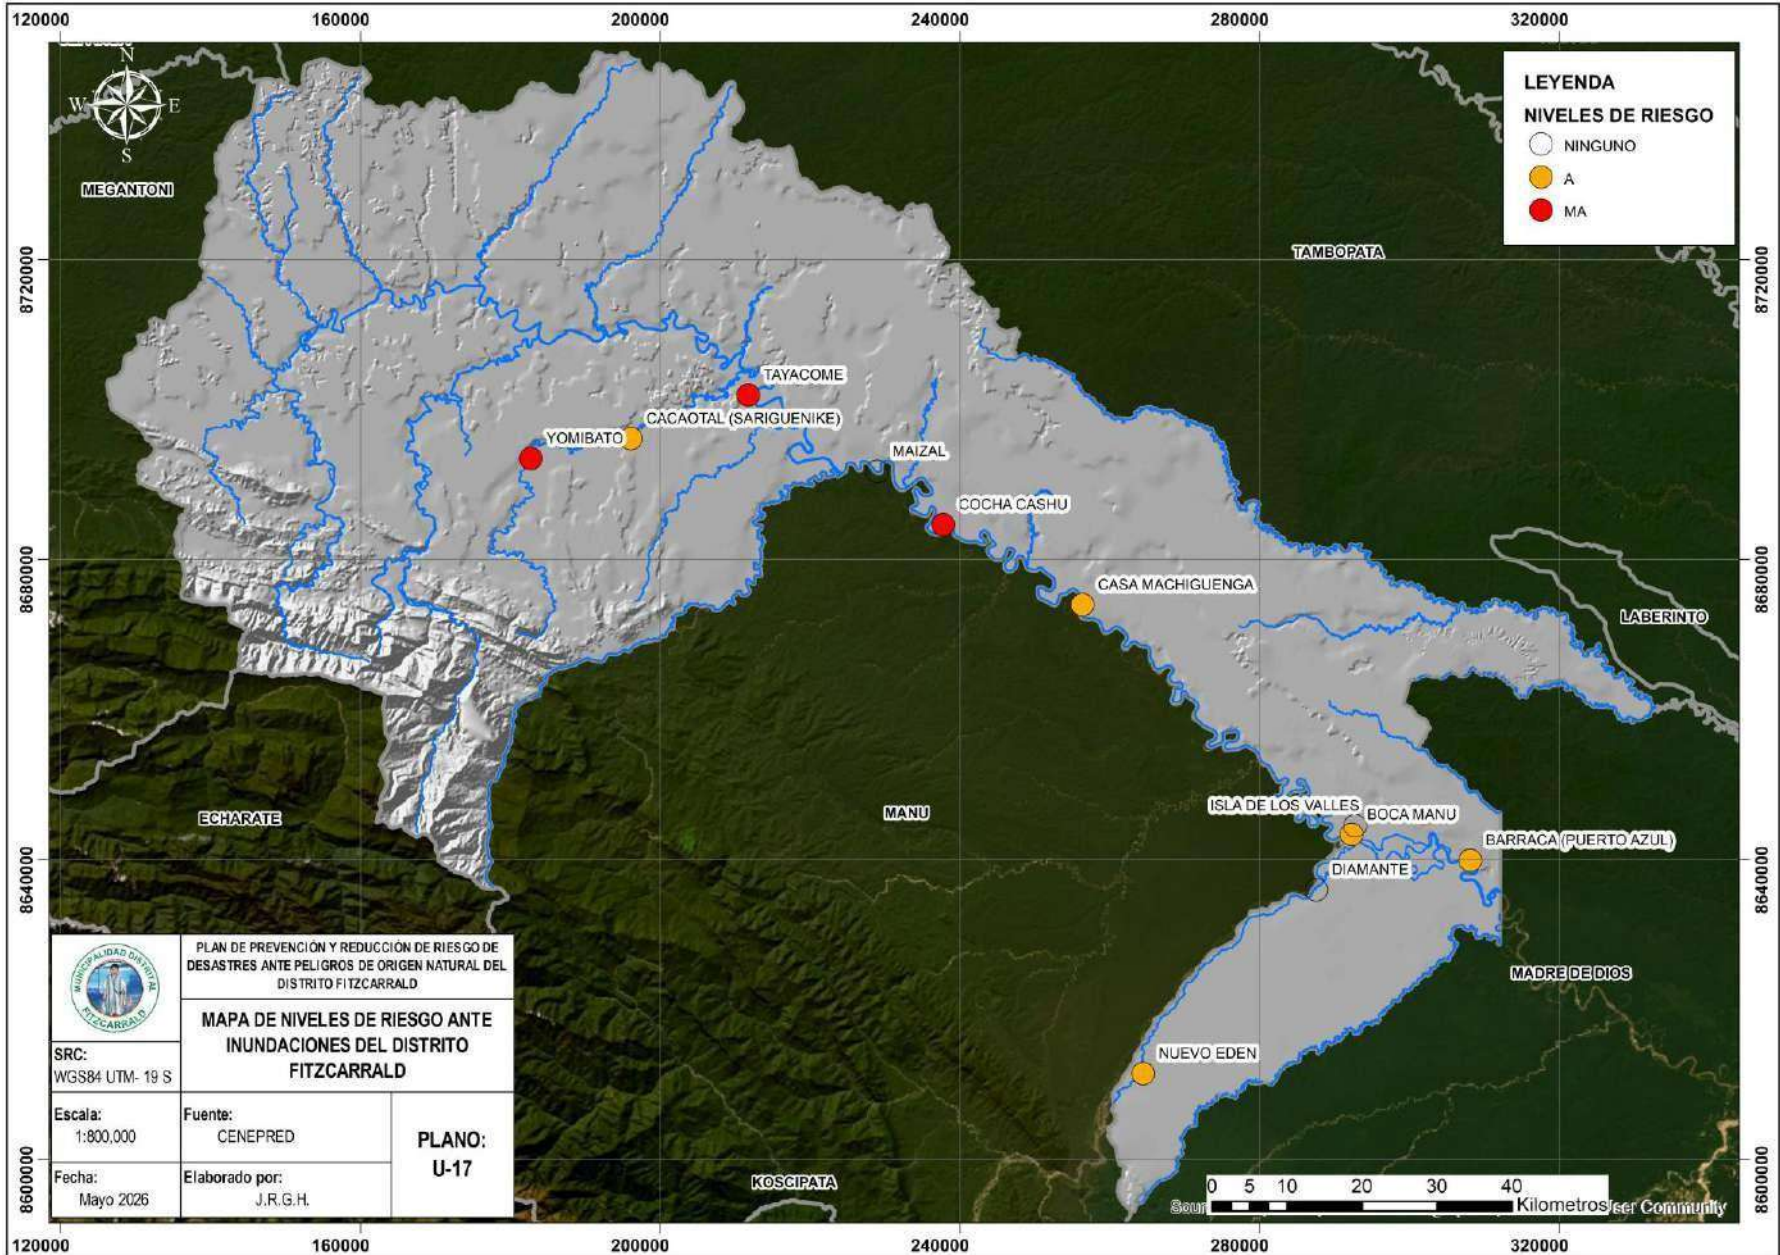 120000 160000 200000 240000 280000 320000
N
W E
S
LEYENDA
NIVELES DE RIESGO
NINGUNO
A
MA
MEGANTONI
TAMBOPATA
8720000 8720000
TAYACOME
CACAOTAL (SARIGUENIKE)
YOMIBATO
MAIZAL
COCHA CASHU
8680000 8680000
CASA MACHIGUENGA
LABERINTO
ISLA DE LOS VALLES
BOCA MANU
ECHARATE
MANU
BARRACA (PUERTO AZUL)
8640000 8640000
DIAMANTE
MADRE DE DIOS
NUEVO EDEN
KOSCIPATA
8600000 8600000
MUNICIPALIDAD DISTRITAL
FITZCARRALD
PLAN DE PREVENCIÓN Y REDUCCIÓN DE RIESGO DE
DESASTRES ANTE PELIGROS DE ORIGEN NATURAL DEL
DISTRITO FITZCARRALD
MAPA DE NIVELES DE RIESGO ANTE
INUNDACIONES DEL DISTRITO
FITZCARRALD
SRC:
WGS84 UTM- 19 S
Escala:
1:800,000
Fuente:
CENEPRED
PLANO:
U-17
Fecha:
Mayo 2026
Elaborado por:
J.R.G.H.
0 5 10 20 30 40
Kilometros
Community
120000 160000 200000 240000 280000 320000